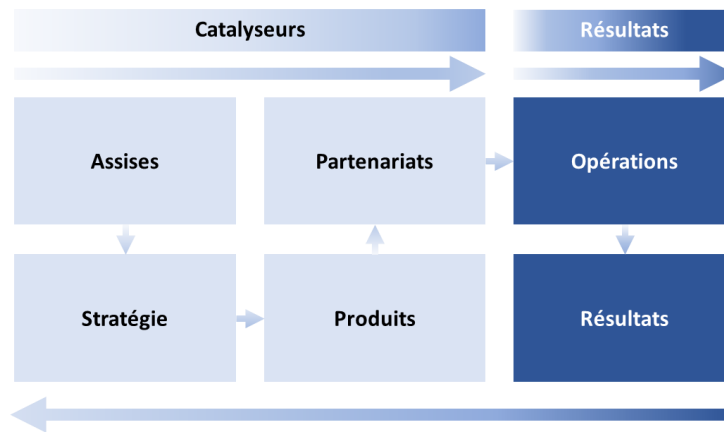 Catalyseurs
Résultats
Assises
Partenariats
Opérations
Stratégie
Produits
Résultats